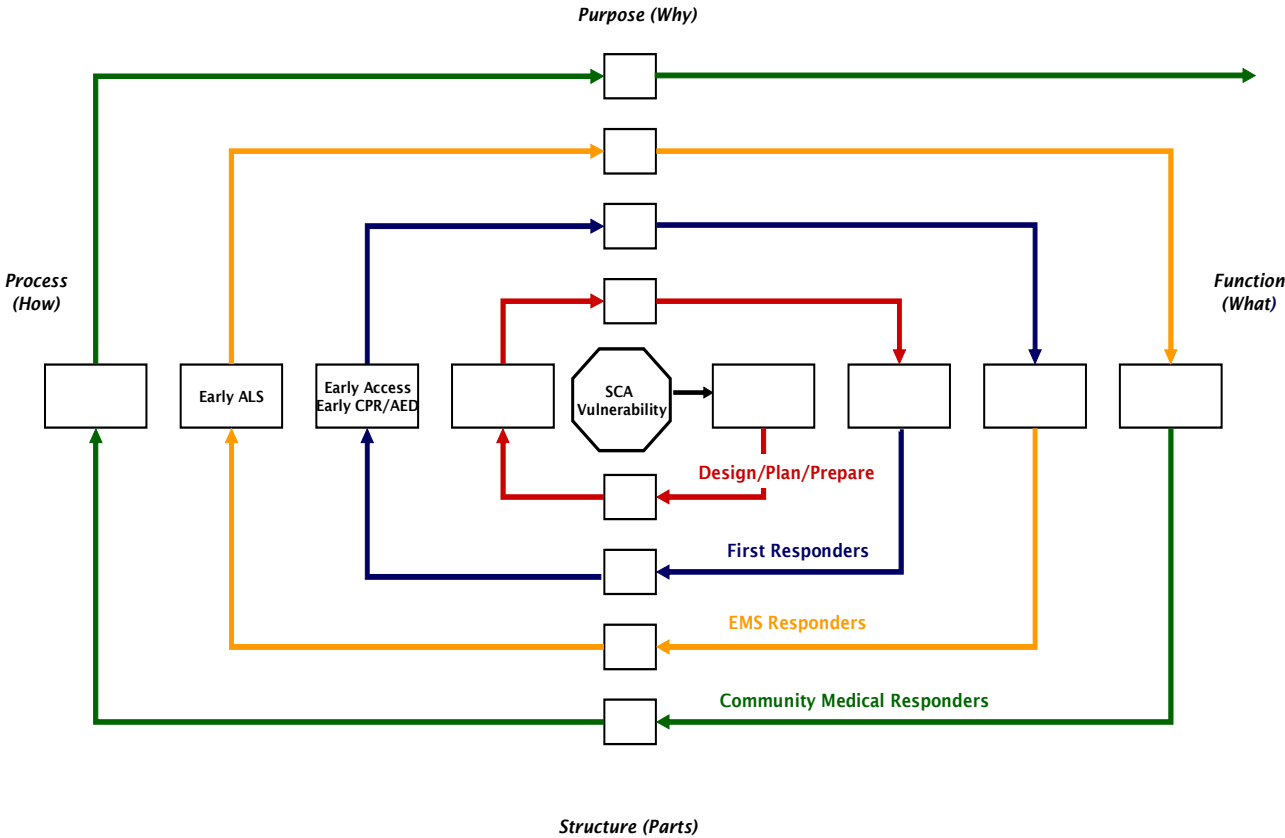 Purpose (Why)
Process
(How)
Function
(What)
Early ALS
Early Access
Early CPR/AED
SCA
Vulnerability
Design/Plan/Prepare
First Responders
EMS Responders
Community Medical Responders
Structure (Parts)